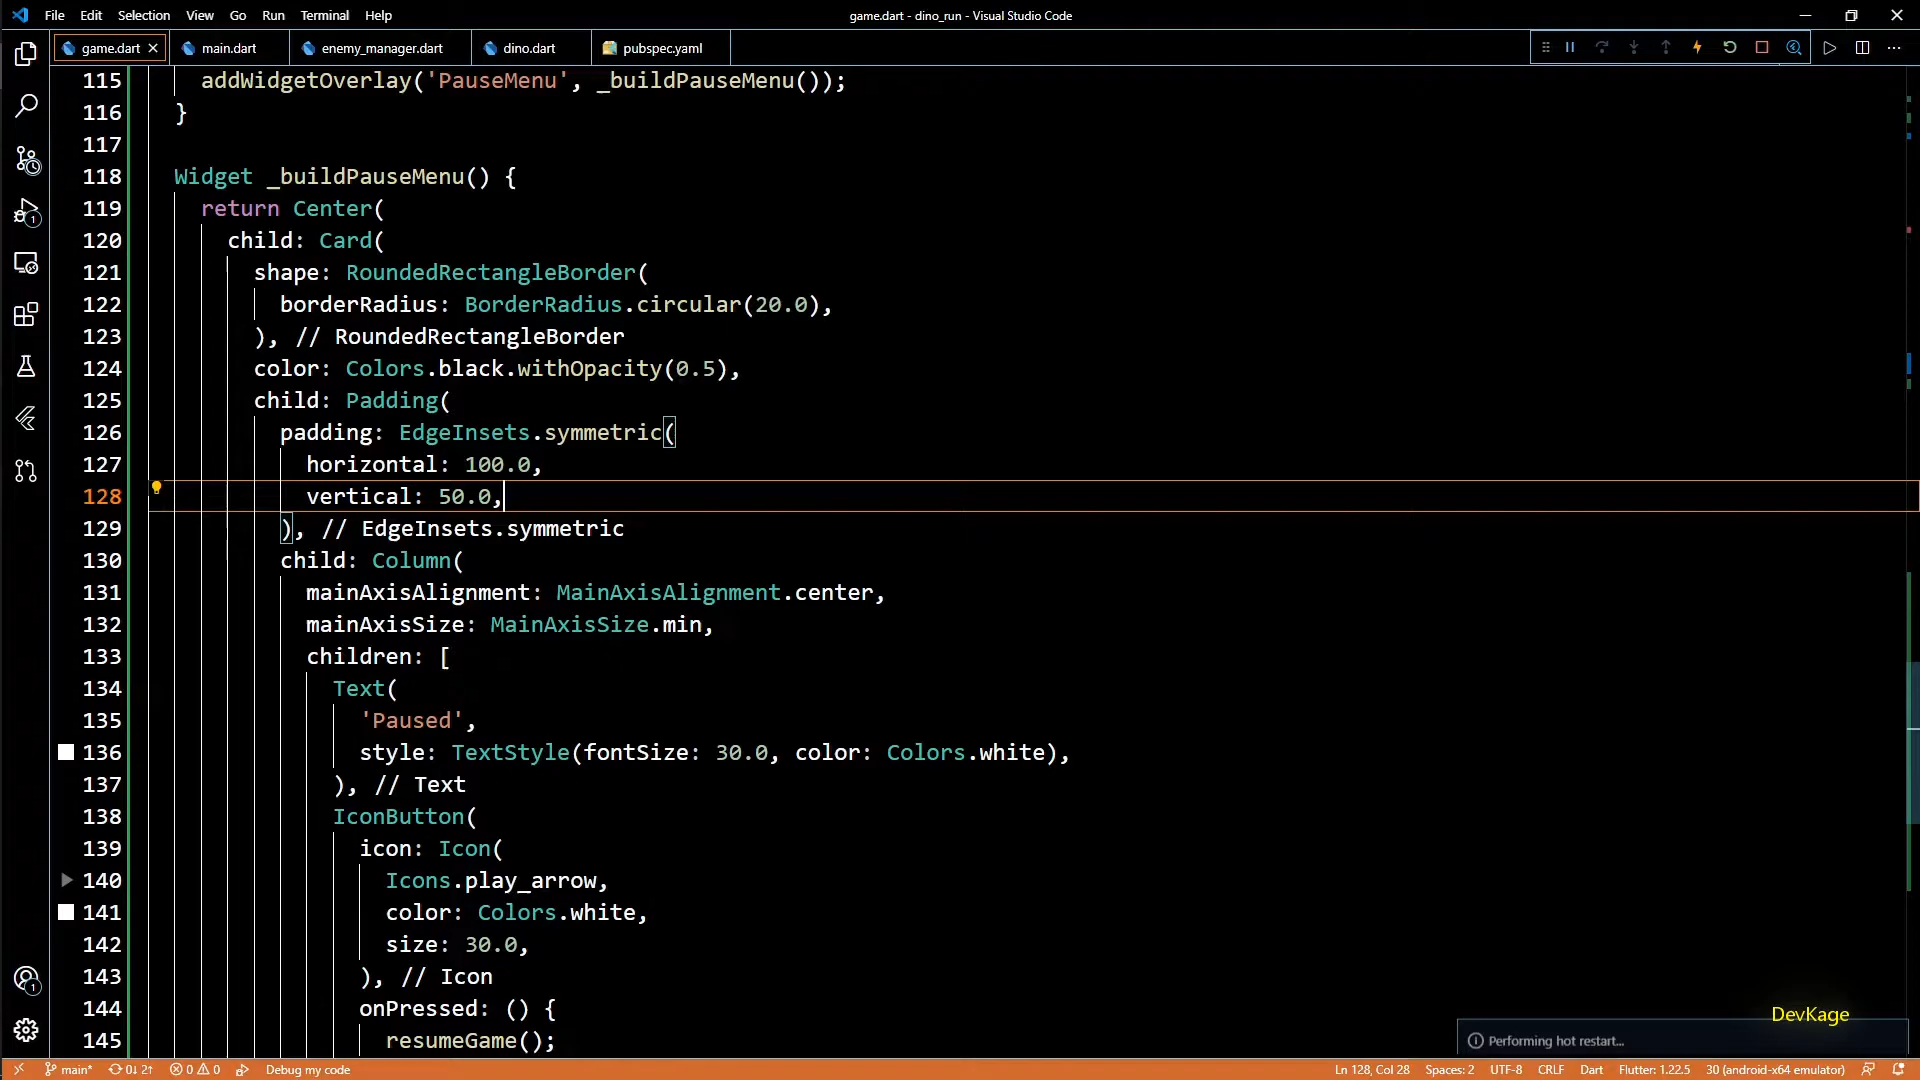 File Edit Selection View Go Run Terminal Help
game.dart - dino_run - Visual Studio Code
game.dart main.dart enemy_manager.dart dino.dart pubspec.yaml
115 addWidgetOverlay('PauseMenu', _buildPauseMenu());
116 }
117
118 Widget _buildPauseMenu() {
119 return Center(
120 child: Card(
121 shape: RoundedRectangleBorder(
122 borderRadius: BorderRadius.circular(20.0),
123 ), // RoundedRectangleBorder
124 color: Colors.black.withOpacity(0.5),
125 child: Padding(
126 padding: EdgeInsets.symmetric(
127 horizontal: 100.0,
128 vertical: 50.0,
129 ), // EdgeInsets.symmetric
130 child: Column(
131 mainAxisAlignment: MainAxisAlignment.center,
132 mainAxisSize: MainAxisSize.min,
133 children: [
134 Text(
135 'Paused',
136 style: TextStyle(fontSize: 30.0, color: Colors.white),
137 ), // Text
138 IconButton(
139 icon: Icon(
140 Icons.play_arrow,
141 color: Colors.white,
142 size: 30.0,
143 ), // Icon
144 onPressed: () {
145 resumeGame();
1
1
DevKage
Performing hot restart...
main* 0↓ 2↑ 0 0 Debug my code
Ln 128, Col 28 Spaces: 2 UTF-8 CRLF Dart Flutter: 1.22.5 30 (android-x64 emulator)